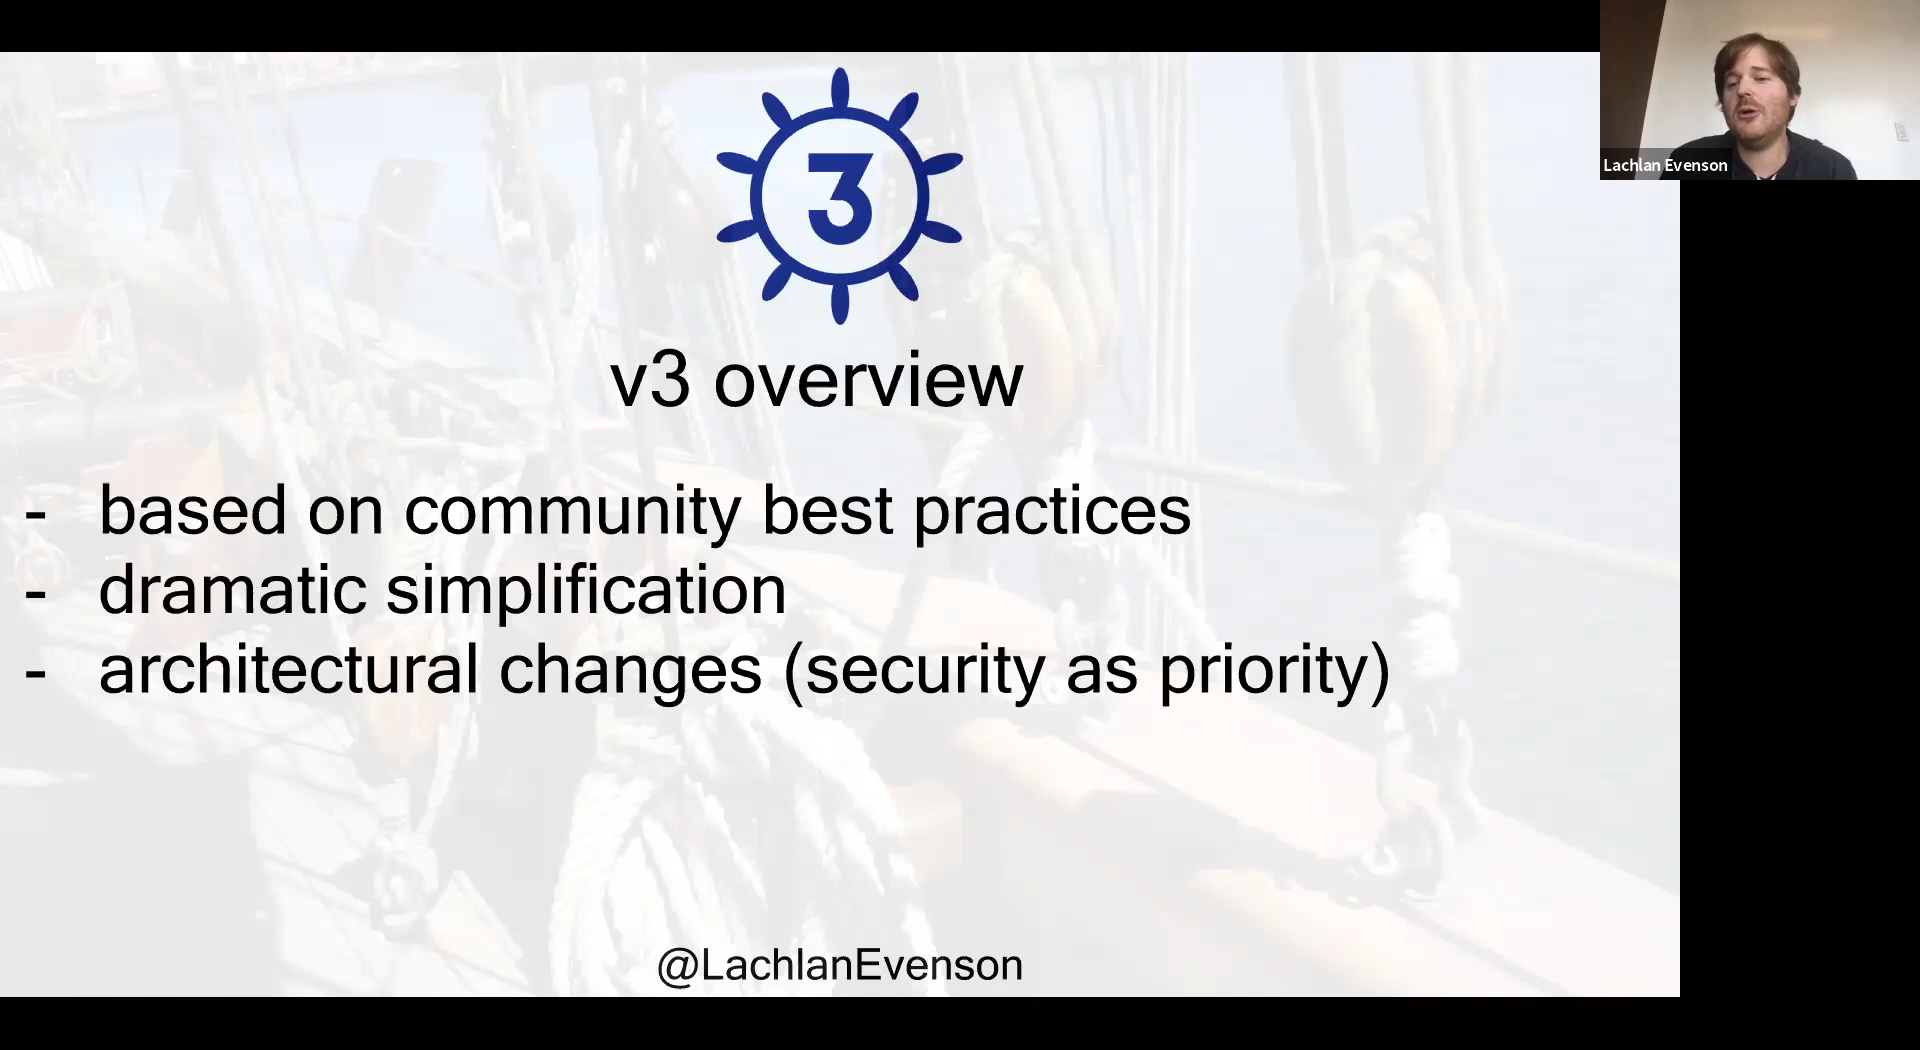 Lachlan Evenson
3
v3 overview
- based on community best practices
- dramatic simplification
- architectural changes (security as priority)
@LachlanEvenson